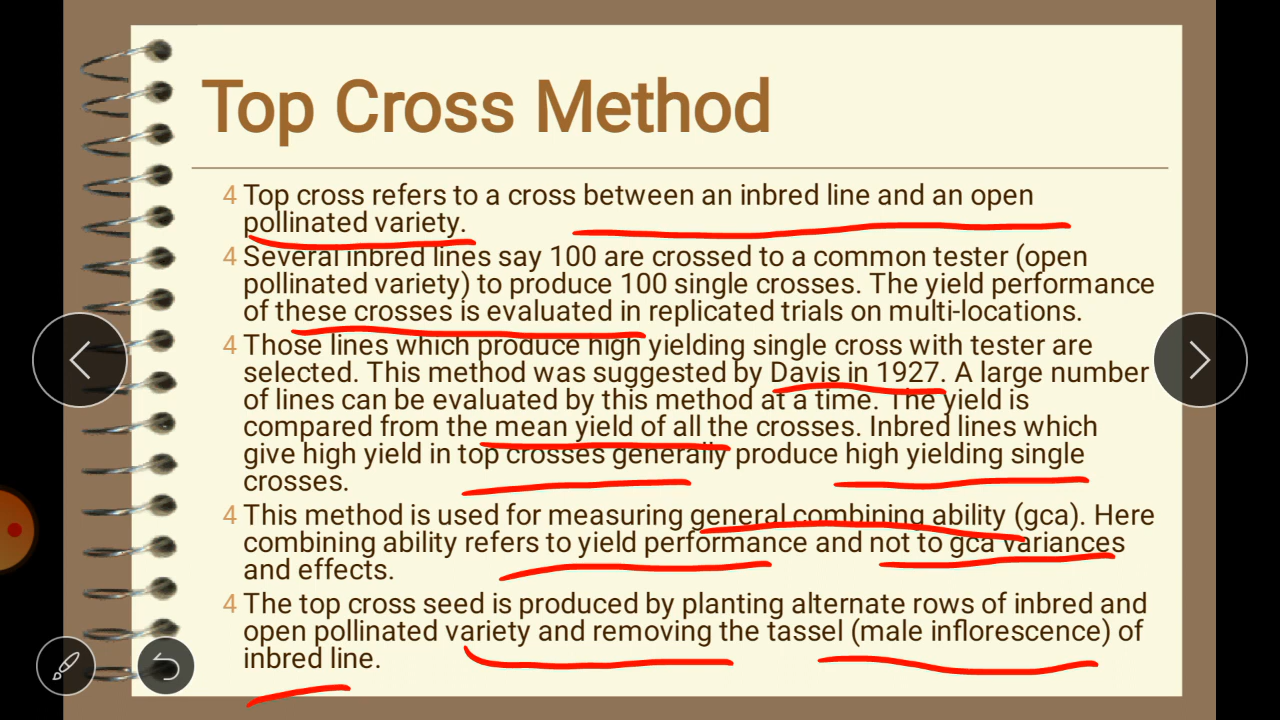 Top Cross Method
4 Top cross refers to a cross between an inbred line and an open
pollinated variety.
4 Several inbred lines say 100 are crossed to a common tester (open
pollinated variety) to produce 100 single crosses. The yield performance
of these crosses is evaluated in replicated trials on multi-locations.
4 Those lines which produce high yielding single cross with tester are
selected. This method was suggested by Davis in 1927. A large number
of lines can be evaluated by this method at a time. The yield is
compared from the mean yield of all the crosses. Inbred lines which
give high yield in top crosses generally produce high yielding single
crosses.
4 This method is used for measuring general combining ability (gca). Here
combining ability refers to yield performance and not to gca variances
and effects.
4 The top cross seed is produced by planting alternate rows of inbred and
open pollinated variety and removing the tassel (male inflorescence) of
inbred line.